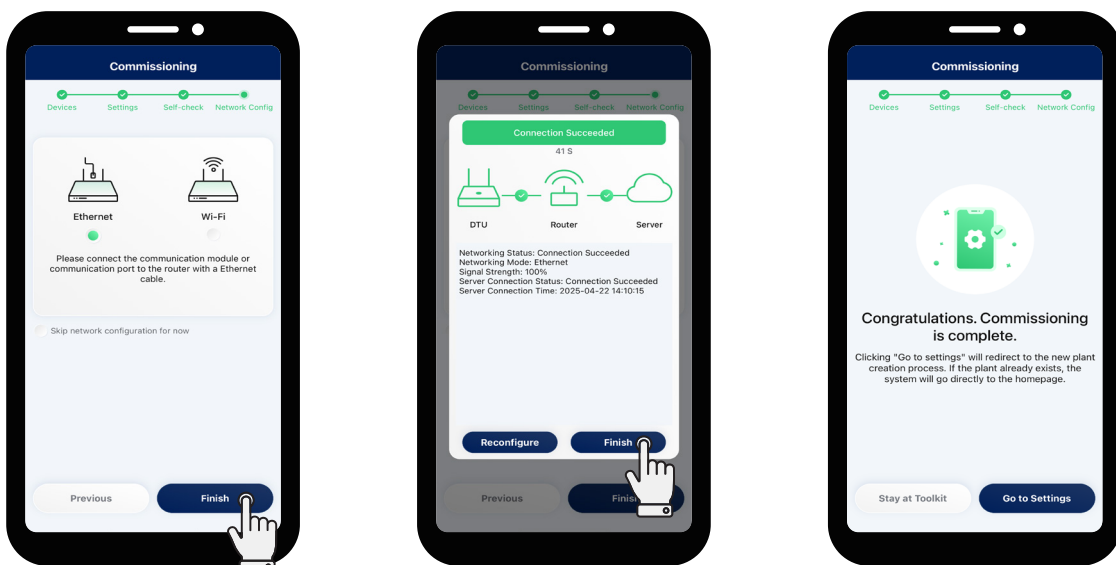 Commissioning
Devices Settings Self-check Network Config
Ethernet Wi-Fi
Please connect the communication module or
communication port to the router with a Ethernet
cable.
Skip network configuration for now
Previous Finish
Commissioning
Devices Settings Self-check Network Config
Connection Succeeded
41 S
DTU Router Server
Networking Status: Connection Succeeded
Networking Mode: Ethernet
Signal Strength: 100%
Server Connection Status: Connection Succeeded
Server Connection Time: 2025-04-22 14:10:15
Reconfigure Finish
Previous Finish
Commissioning
Devices Settings Self-check Network Config
Congratulations. Commissioning
is complete.
Clicking "Go to settings" will redirect to the new plant
creation process. If the plant already exists, the
system will go directly to the homepage.
Stay at Toolkit Go to Settings